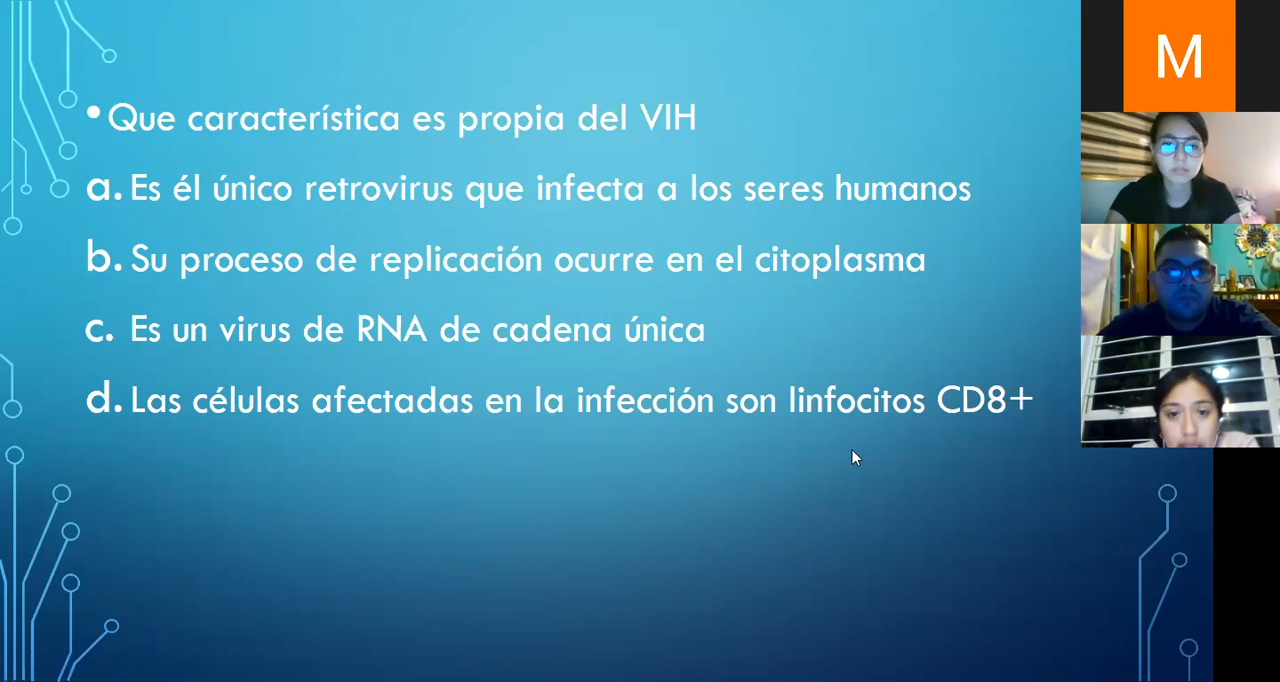 • Que característica es propia del VIH
a. Es él único retrovirus que infecta a los seres humanos
b. Su proceso de replicación ocurre en el citoplasma
c. Es un virus de RNA de cadena única
d. Las células afectadas en la infección son linfocitos CD8+
M